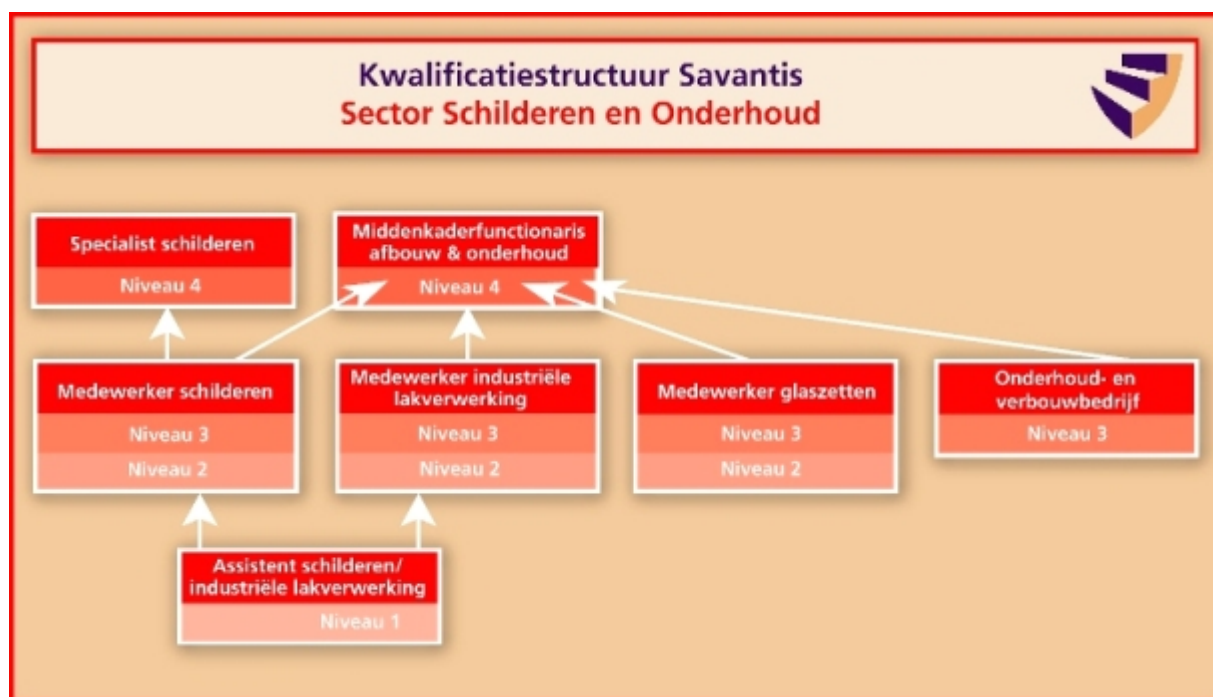 Kwalificatiestructuur Savantis
Sector Schilderen en Onderhoud
Specialist schilderen
Niveau 4
Middenkaderfunctionaris
afbouw & onderhoud
Niveau 4
Medewerker schilderen
Niveau 3
Niveau 2
Medewerker industriële
lakverwerking
Niveau 3
Niveau 2
Medewerker glaszetten
Niveau 3
Niveau 2
Onderhoud- en
verbouwbedrijf
Niveau 3
Assistent schilderen/
industriële lakverwerking
Niveau 1